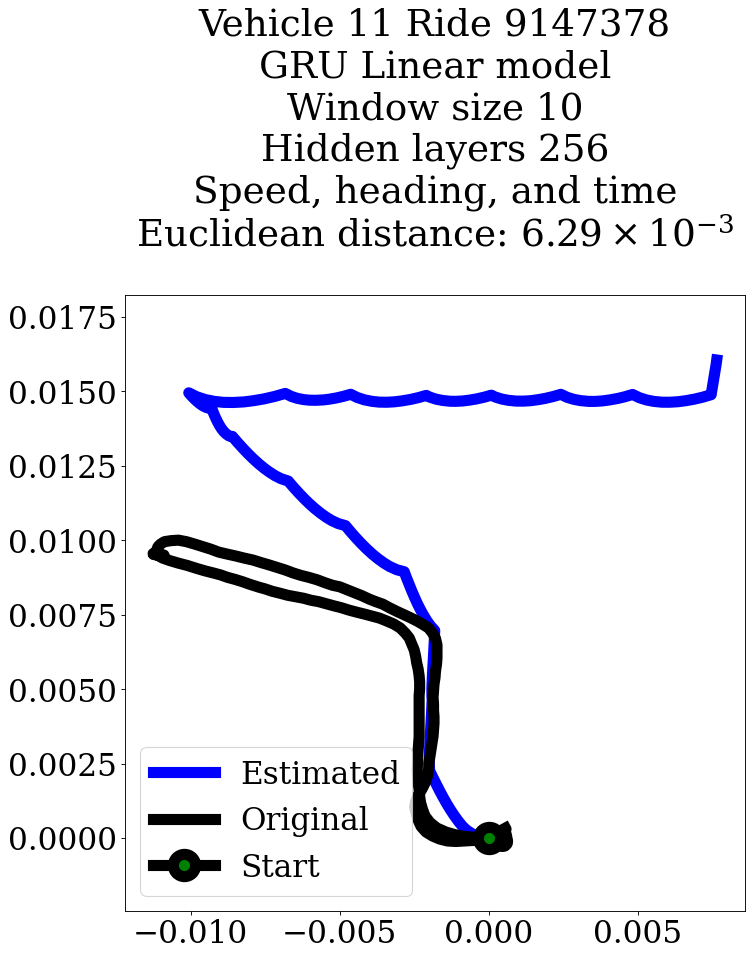 Vehicle 11 Ride 9147378
GRU Linear model
Window size 10
Hidden layers 256
Speed, heading, and time
Euclidean distance: 6.29 × 10⁻³
0.0175
0.0150
0.0125
0.0100
0.0075
0.0050
0.0025
0.0000
Estimated
Original
Start
−0.010 −0.005 0.000 0.005